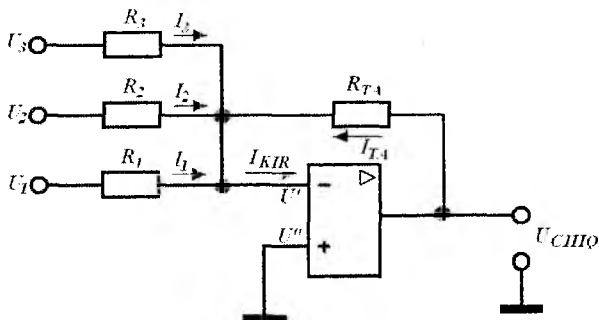 U3 R3 I3
U2 R2 I2 RTA
ITA
U1 R1 I1 IKIR
U' −
U" +
UCHIQ